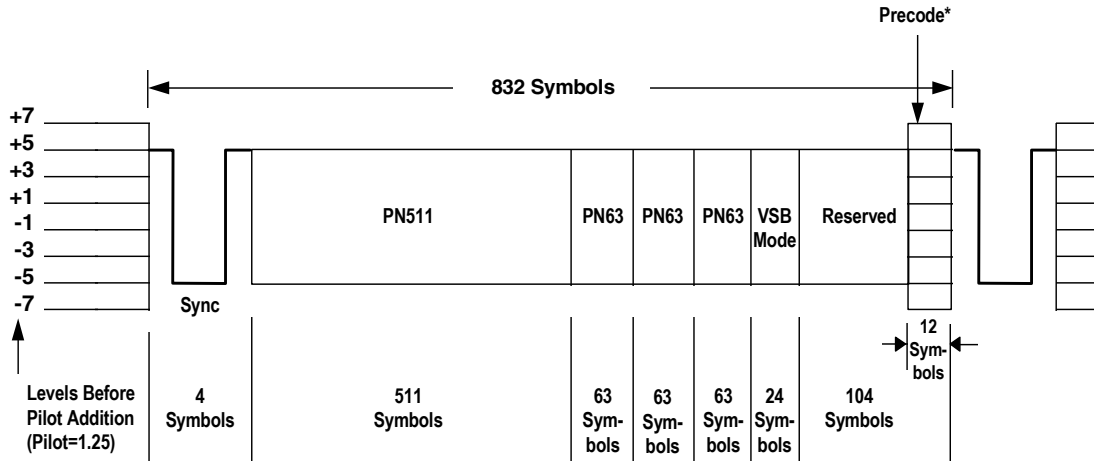 Precode*
832 Symbols
+7
+5
+3
+1
-1
-3
-5
-7
PN511
PN63
PN63
PN63
VSB
Mode
Reserved
Sync
12
Sym-
bols
Levels Before
Pilot Addition
(Pilot=1.25)
4
Symbols
511
Symbols
63
Sym-
bols
63
Sym-
bols
63
Sym-
bols
24
Sym-
bols
104
Symbols